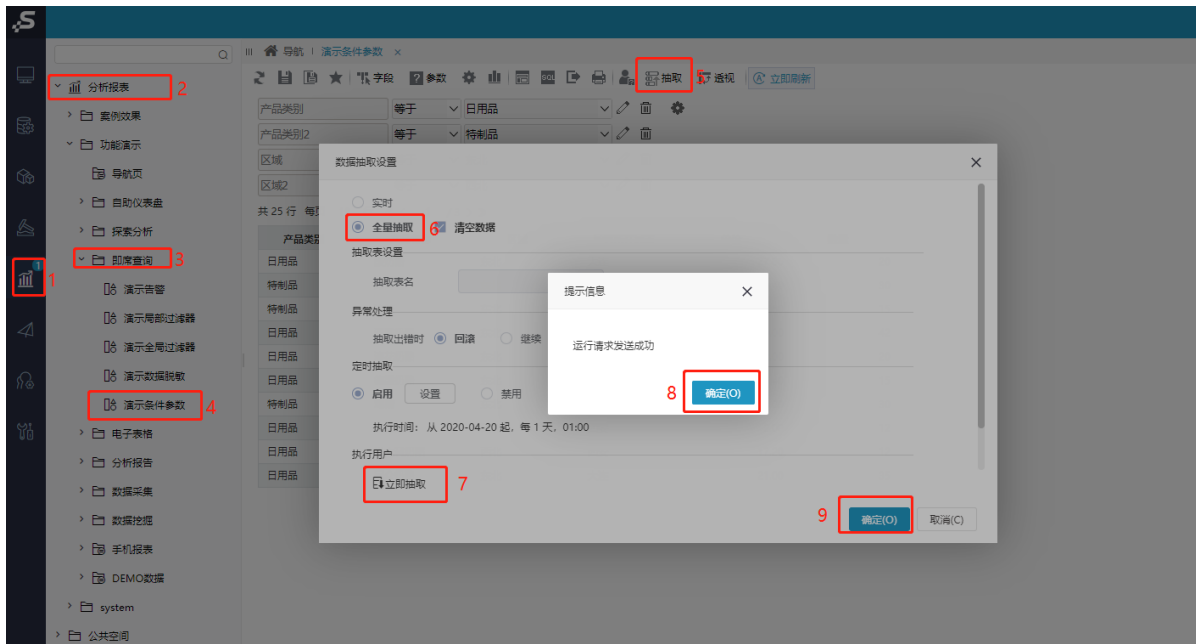 S
导航
演示条件参数
字段
参数
SQL
抽取
5
透视
立即刷新
分析报表
2
案例效果
功能演示
导航页
自助仪表盘
探索分析
即席查询
3
1
1
演示告警
演示局部过滤器
演示全局过滤器
演示数据脱敏
演示条件参数
4
电子表格
分析报告
数据采集
数据挖掘
手机报表
DEMO数据
system
公共空间
产品类别 等于 日用品
产品类别2 等于 特制品
区域
区域2
共 25 行
产品类别
日用品
特制品
特制品
日用品
日用品
日用品
特制品
日用品
日用品
日用品
数据抽取设置
实时
全量抽取
6
清空数据
抽取表设置
抽取表名
异常处理
抽取出错时 回滚 继续
定时抽取
启用 设置 禁用
执行时间: 从 2020-04-20 起, 每 1 天, 01:00
执行用户
立即抽取
7
提示信息
运行请求发送成功
8
确定(O)
9
确定(O)
取消(C)